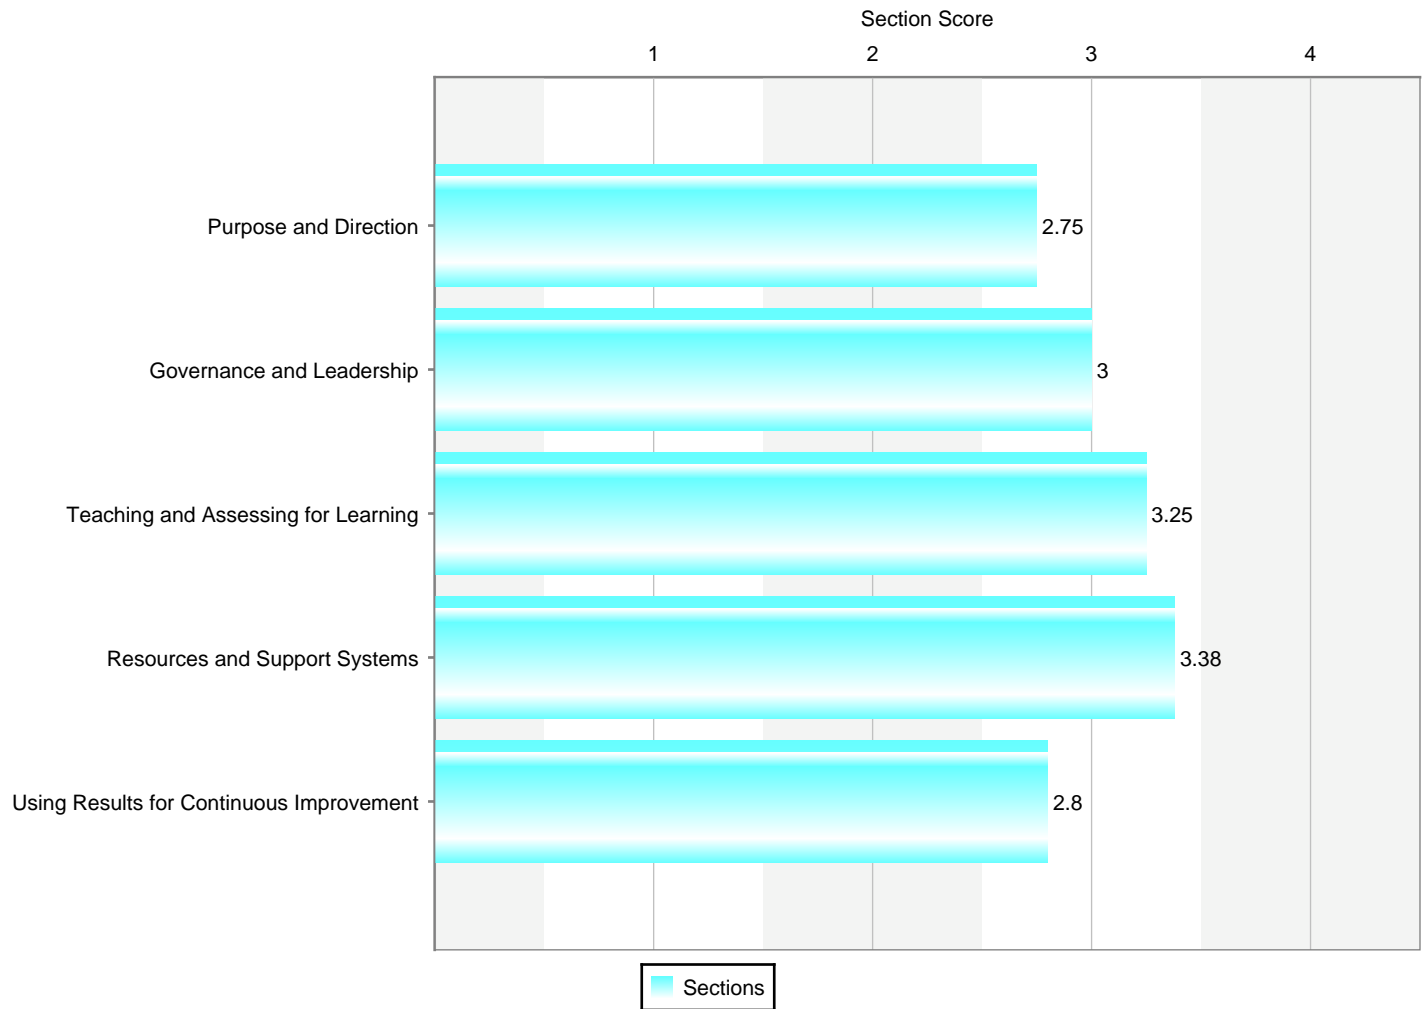 Section Score
1 2 3 4
Purpose and Direction 2.75
Governance and Leadership 3
Teaching and Assessing for Learning 3.25
Resources and Support Systems 3.38
Using Results for Continuous Improvement 2.8
Sections